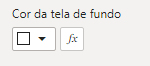 Cor da tela de fundo
fx